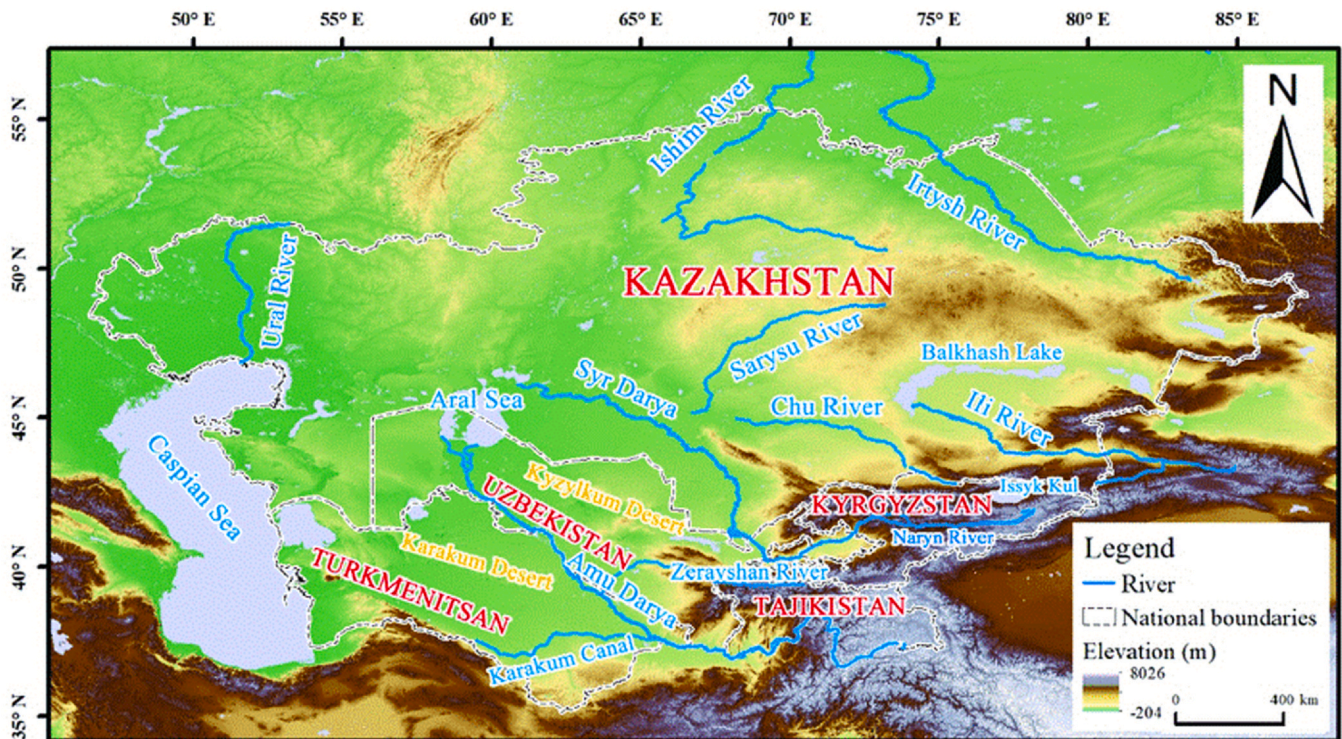 50° E 55° E 60° E 65° E 70° E 75° E 80° E 85° E
55° N
50° N
45° N
40° N
35° N
N
Ishim River
Irtysh River
Ural River
KAZAKHSTAN
Sarysu River
Balkhash Lake
Syr Darya
Aral Sea
Chu River
Ili River
Caspian Sea
Kyzylkum Desert
Issyk Kul
UZBEKISTAN
KYRGYZSTAN
Naryn River
Karakum Desert
TURKMENITSAN
Amu Darya
Zeravshan River
TAJIKISTAN
Karakum Canal
Legend
River
National boundaries
Elevation (m)
8026
-204
0 400 km